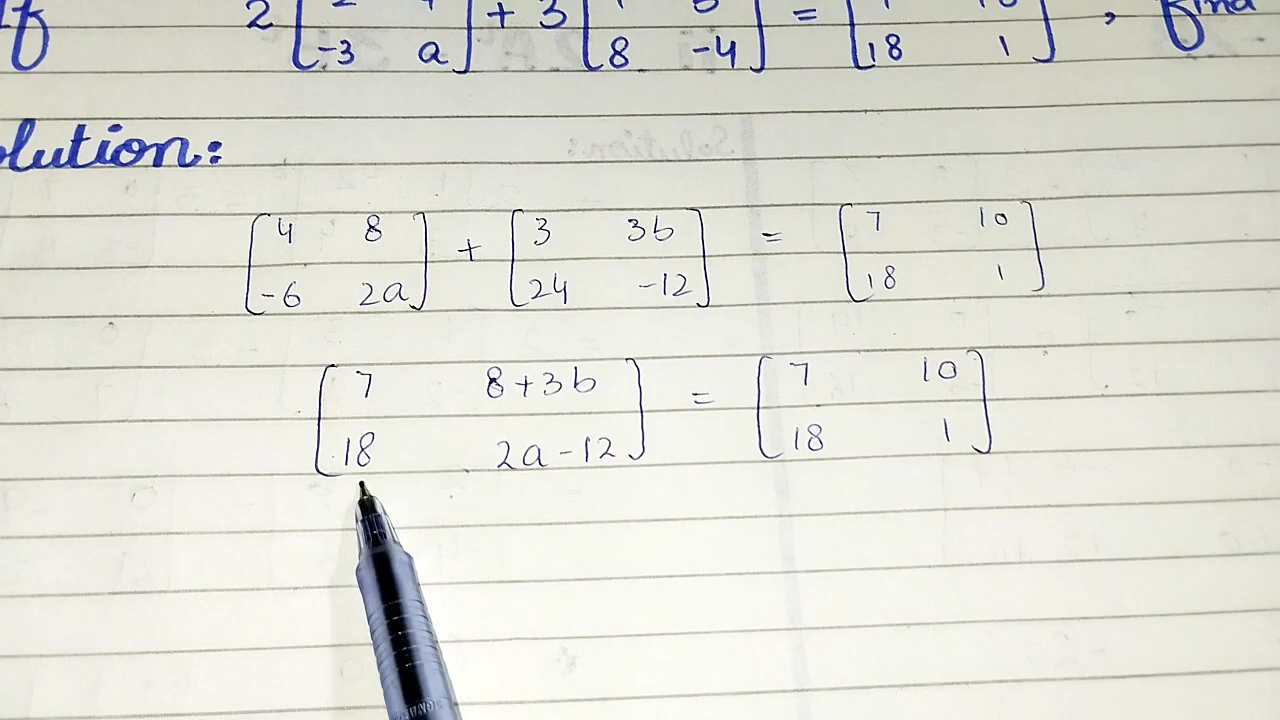 If 2 [ -3 a ] + 3 [ 8 -4 ] = [ 18 1 ] , find
olution:
[ 4 8 ] + [ 3 3b ] = [ 7 10 ]
[ -6 2a ] [ 24 -12 ] [ 18 1 ]
[ 7 8+3b ] = [ 7 10 ]
[ 18 2a-12 ] [ 18 1 ]